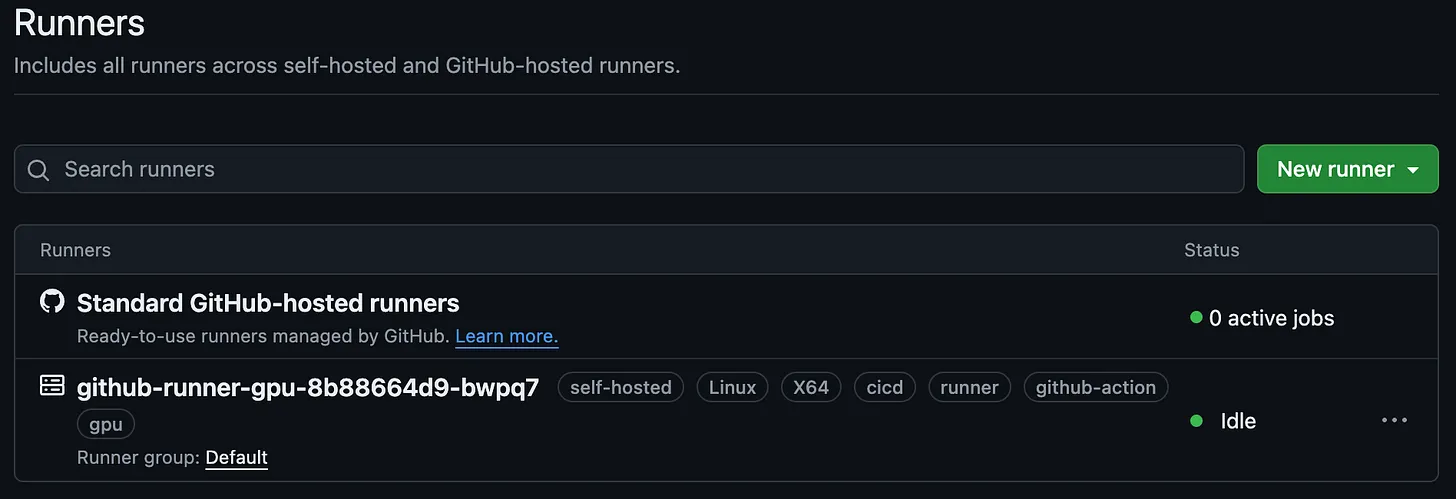 Runners
Includes all runners across self-hosted and GitHub-hosted runners.
Search runners
New runner
Runners Status
Standard GitHub-hosted runners
Ready-to-use runners managed by GitHub. Learn more.
0 active jobs
github-runner-gpu-8b88664d9-bwpq7 self-hosted Linux X64 cicd runner github-action
gpu
Idle
Runner group: Default